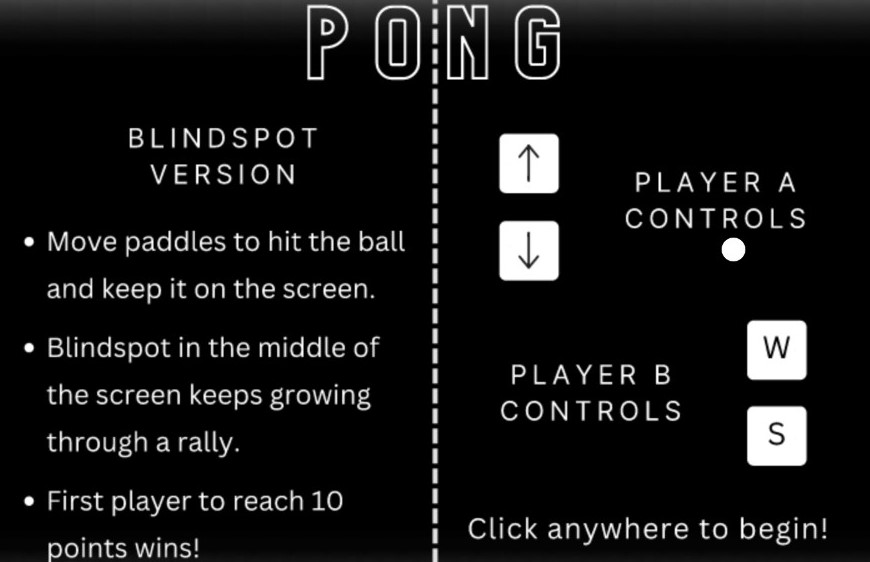 PONG
BLINDSPOT
VERSION
• Move paddles to hit the ball
and keep it on the screen.
• Blindspot in the middle of
the screen keeps growing
through a rally.
• First player to reach 10
points wins!
↑
↓
PLAYER A
CONTROLS
PLAYER B
CONTROLS
W
S
Click anywhere to begin!